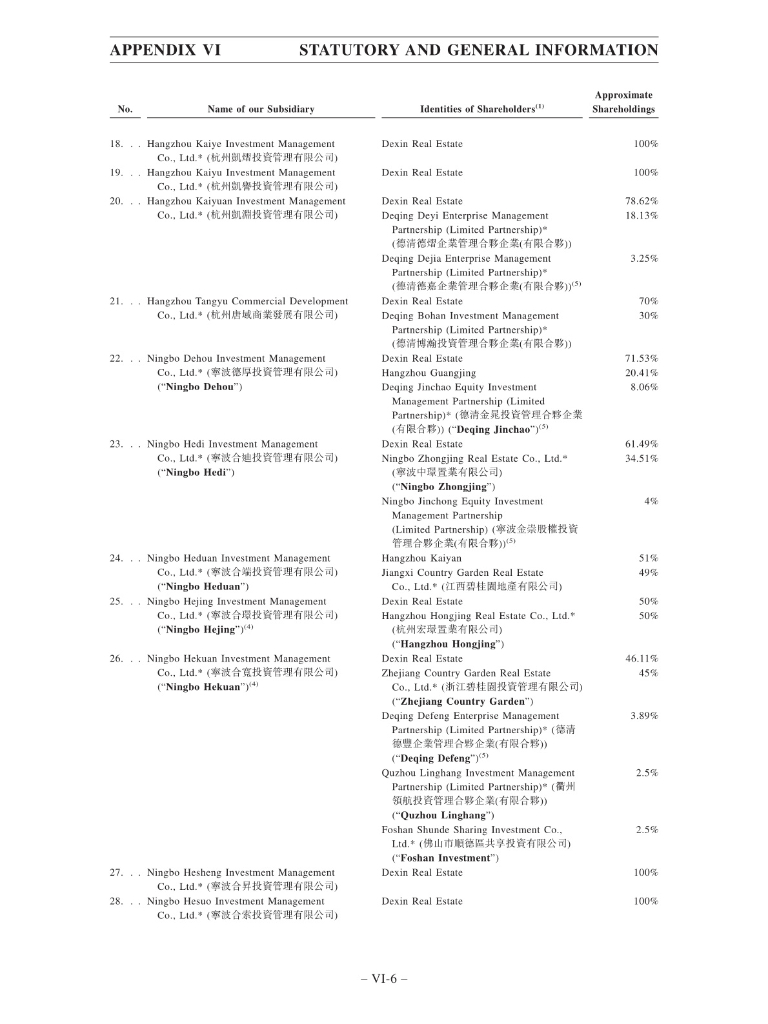 APPENDIX VI STATUTORY AND GENERAL INFORMATION
Approximate
No. Name of our Subsidiary Identities of Shareholders(1) Shareholdings
18. . . Hangzhou Kaiye Investment Management Dexin Real Estate 100%
Co., Ltd.* (杭州凱熠投資管理有限公司)
19. . . Hangzhou Kaiyu Investment Management Dexin Real Estate 100%
Co., Ltd.* (杭州凱譽投資管理有限公司)
20. . . Hangzhou Kaiyuan Investment Management Dexin Real Estate 78.62%
Co., Ltd.* (杭州凱淵投資管理有限公司) Deqing Deyi Enterprise Management 18.13%
Partnership (Limited Partnership)*
(德清德熠企業管理合夥企業(有限合夥))
Deqing Dejia Enterprise Management 3.25%
Partnership (Limited Partnership)*
(德清德嘉企業管理合夥企業(有限合夥))(5)
21. . . Hangzhou Tangyu Commercial Development Dexin Real Estate 70%
Co., Ltd.* (杭州唐域商業發展有限公司) Deqing Bohan Investment Management 30%
Partnership (Limited Partnership)*
(德清博瀚投資管理合夥企業(有限合夥))
22. . . Ningbo Dehou Investment Management Dexin Real Estate 71.53%
Co., Ltd.* (寧波德厚投資管理有限公司) Hangzhou Guangjing 20.41%
(“Ningbo Dehou”) Deqing Jinchao Equity Investment 8.06%
Management Partnership (Limited
Partnership)* (德清金晁投資管理合夥企業
(有限合夥)) (“Deqing Jinchao”)(5)
23. . . Ningbo Hedi Investment Management Dexin Real Estate 61.49%
Co., Ltd.* (寧波合迪投資管理有限公司) Ningbo Zhongjing Real Estate Co., Ltd.* 34.51%
(“Ningbo Hedi”) (寧波中環置業有限公司)
(“Ningbo Zhongjing”)
Ningbo Jinchong Equity Investment 4%
Management Partnership
(Limited Partnership) (寧波金崇股權投資
管理合夥企業(有限合夥))(5)
24. . . Ningbo Heduan Investment Management Hangzhou Kaiyan 51%
Co., Ltd.* (寧波合端投資管理有限公司) Jiangxi Country Garden Real Estate 49%
(“Ningbo Heduan”) Co., Ltd.* (江西碧桂園地產有限公司)
25. . . Ningbo Hejing Investment Management Dexin Real Estate 50%
Co., Ltd.* (寧波合環投資管理有限公司) Hangzhou Hongjing Real Estate Co., Ltd.* 50%
(“Ningbo Hejing”)(4) (杭州宏環置業有限公司)
(“Hangzhou Hongjing”)
26. . . Ningbo Hekuan Investment Management Dexin Real Estate 46.11%
Co., Ltd.* (寧波合寬投資管理有限公司) Zhejiang Country Garden Real Estate 45%
(“Ningbo Hekuan”)(4) Co., Ltd.* (浙江碧桂園投資管理有限公司)
(“Zhejiang Country Garden”)
Deqing Defeng Enterprise Management 3.89%
Partnership (Limited Partnership)* (德清
德豐企業管理合夥企業(有限合夥))
(“Deqing Defeng”)(5)
Quzhou Linghang Investment Management 2.5%
Partnership (Limited Partnership)* (衢州
領航投資管理合夥企業(有限合夥))
(“Quzhou Linghang”)
Foshan Shunde Sharing Investment Co., 2.5%
Ltd.* (佛山市順德區共享投資有限公司)
(“Foshan Investment”)
27. . . Ningbo Hesheng Investment Management Dexin Real Estate 100%
Co., Ltd.* (寧波合昇投資管理有限公司)
28. . . Ningbo Hesuo Investment Management Dexin Real Estate 100%
Co., Ltd.* (寧波合索投資管理有限公司)
– VI-6 –